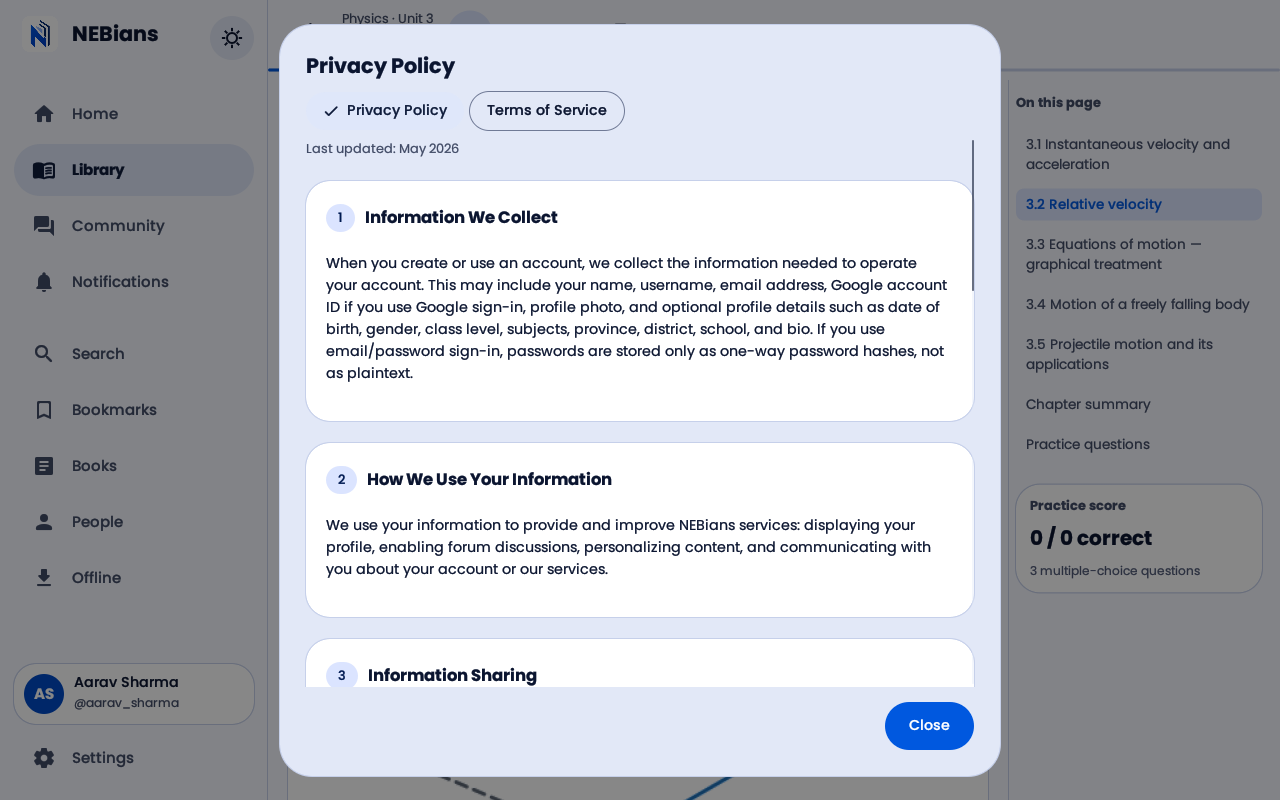 NEBians
Home
Library
Community
Notifications
Search
Bookmarks
Books
People
Offline
AS
Aarav Sharma
@aarav_sharma
Settings
Physics · Unit 3
Privacy Policy
Privacy Policy
Terms of Service
Last updated: May 2026
1
Information We Collect
When you create or use an account, we collect the information needed to operate
your account. This may include your name, username, email address, Google account
ID if you use Google sign-in, profile photo, and optional profile details such as date of
birth, gender, class level, subjects, province, district, school, and bio. If you use
email/password sign-in, passwords are stored only as one-way password hashes, not
as plaintext.
2
How We Use Your Information
We use your information to provide and improve NEBians services: displaying your
profile, enabling forum discussions, personalizing content, and communicating with
you about your account or our services.
3
Information Sharing
Close
On this page
3.1 Instantaneous velocity and
acceleration
3.2 Relative velocity
3.3 Equations of motion —
graphical treatment
3.4 Motion of a freely falling body
3.5 Projectile motion and its
applications
Chapter summary
Practice questions
Practice score
0 / 0 correct
3 multiple-choice questions